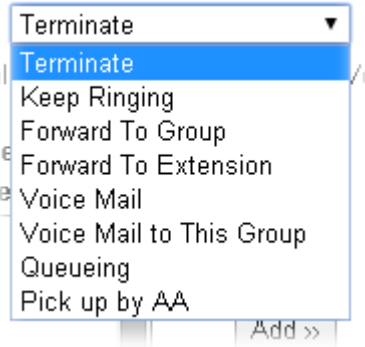 Terminate
Terminate
Keep Ringing
Forward To Group
Forward To Extension
Voice Mail
Voice Mail to This Group
Queueing
Pick up by AA
Add »